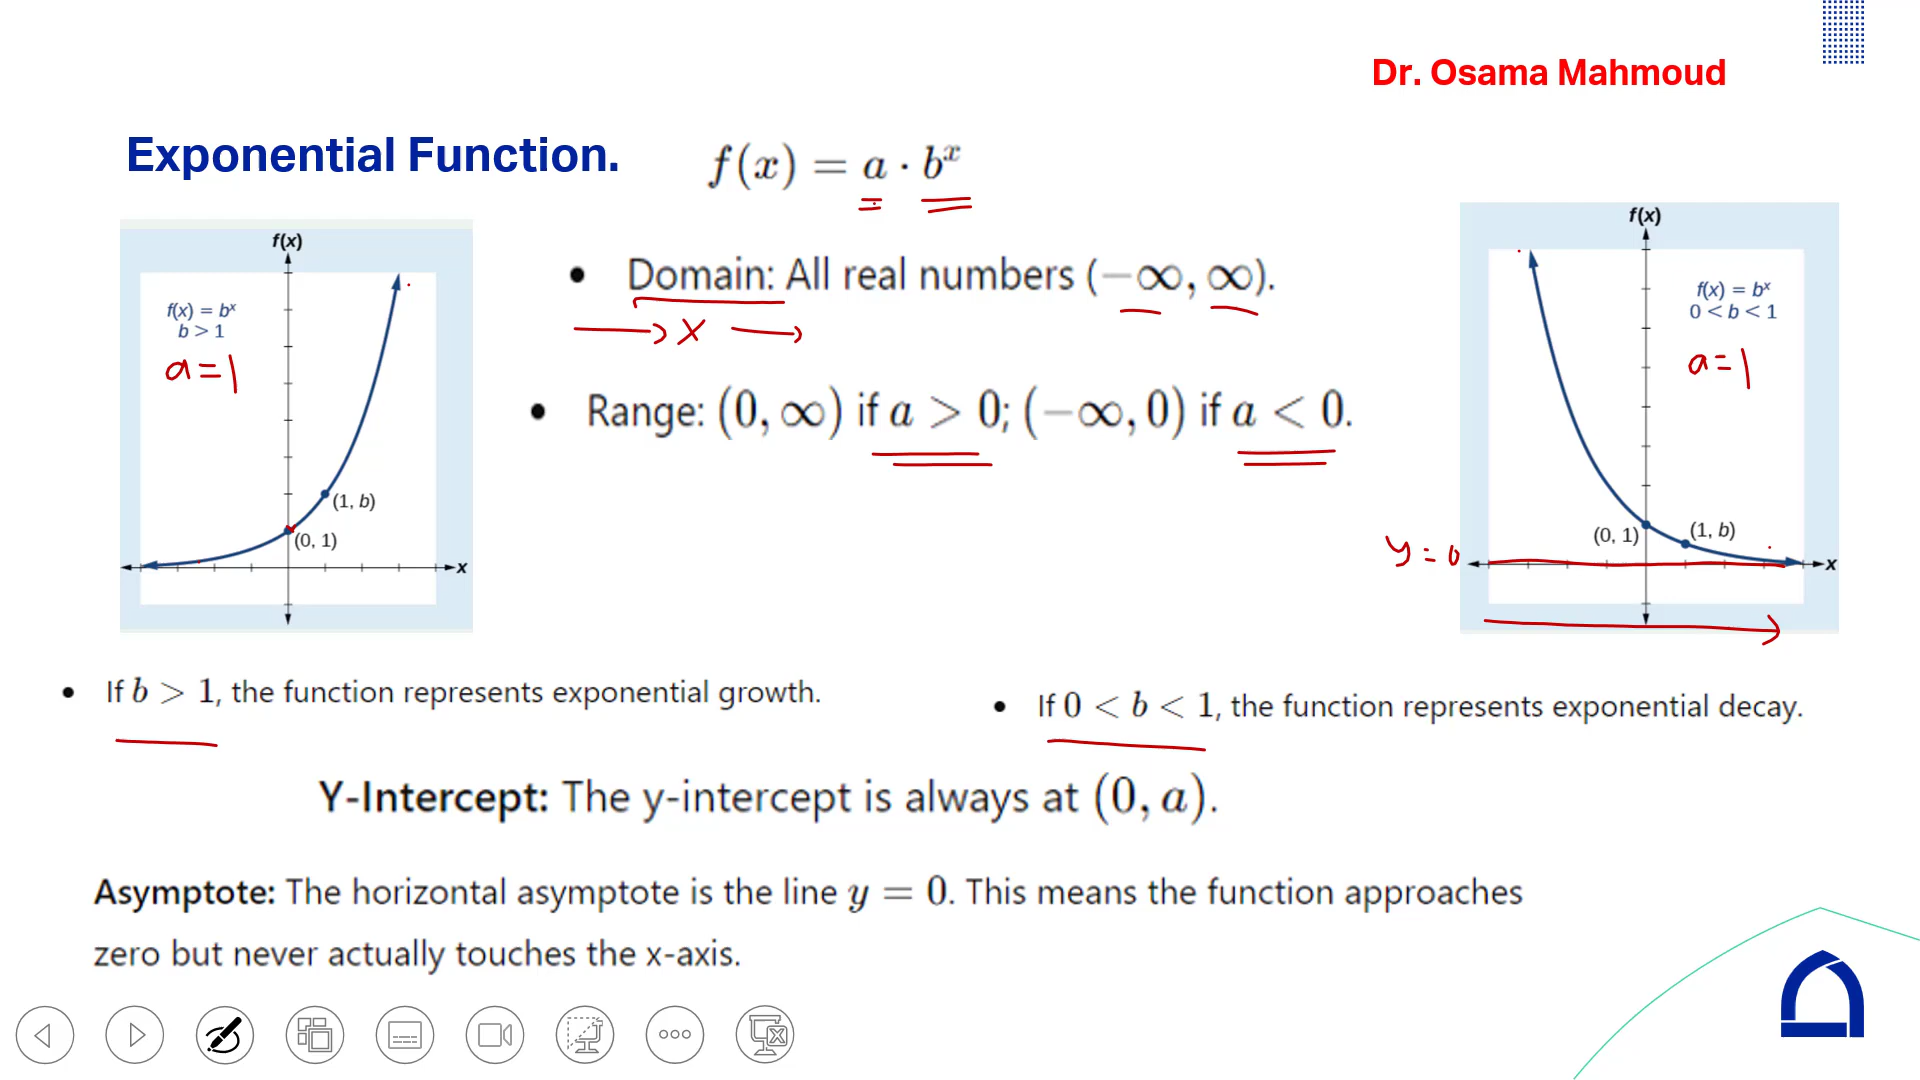 Dr. Osama Mahmoud
Exponential Function.
f(x) = a · bˣ
f(x)
f(x) = bˣ
b > 1
a = 1
(1, b)
(0, 1)
x
• Domain: All real numbers (−∞, ∞).
x
• Range: (0, ∞) if a > 0; (−∞, 0) if a < 0.
f(x)
f(x) = bˣ
0 < b < 1
a = 1
(0, 1)
(1, b)
y = 0
x
• If b > 1, the function represents exponential growth.
• If 0 < b < 1, the function represents exponential decay.
Y-Intercept: The y-intercept is always at (0, a).
Asymptote: The horizontal asymptote is the line y = 0. This means the function approaches
zero but never actually touches the x-axis.